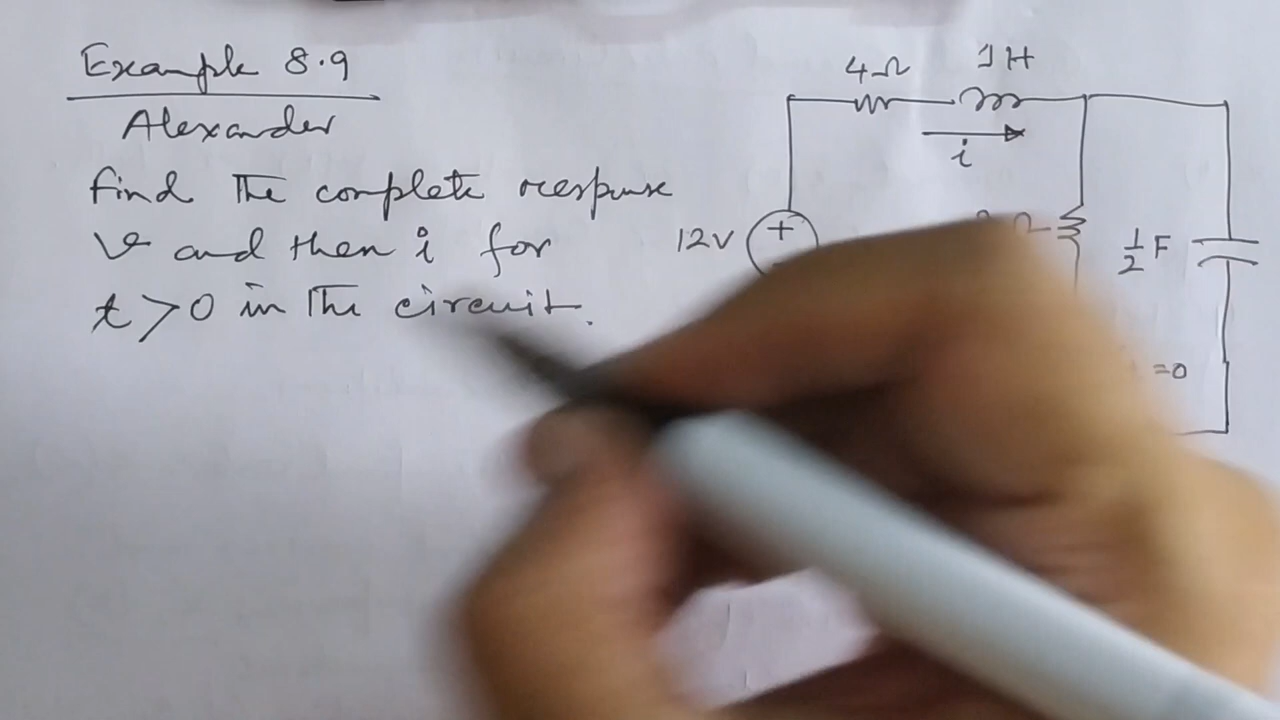 Example 8.9
Alexander
find the complete response
v and then i for
t > 0 in the circuit.
4Ω
1H
i
12V
+
Ω
1/2 F
=0